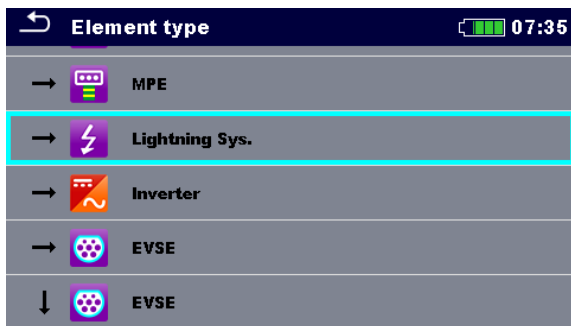 Element type
07:35
MPE
Lightning Sys.
Inverter
EVSE
EVSE